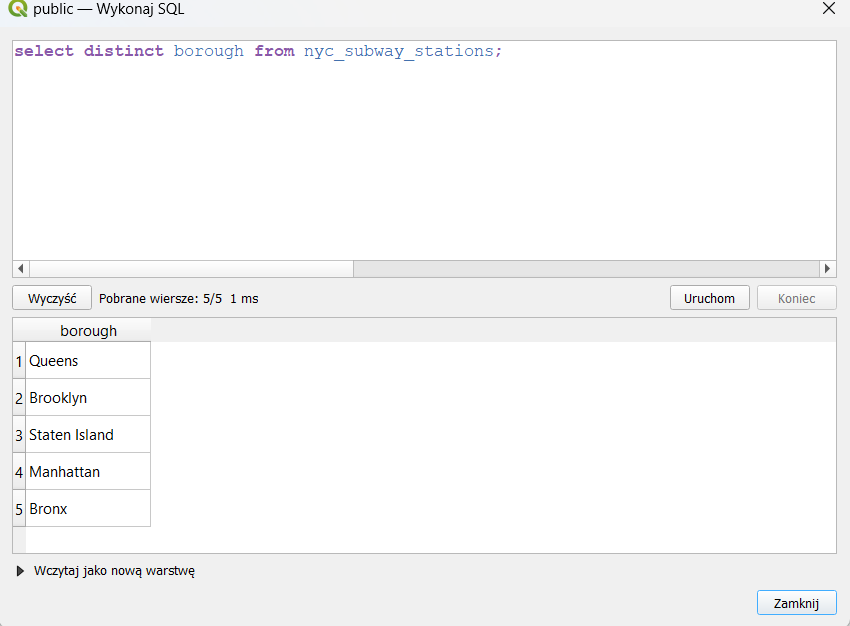 public — Wykonaj SQL
select distinct borough from nyc_subway_stations;
Wyczyść Pobrane wiersze: 5/5 1 ms Uruchom Koniec
borough
1 Queens
2 Brooklyn
3 Staten Island
4 Manhattan
5 Bronx
Wczytaj jako nową warstwę
Zamknij